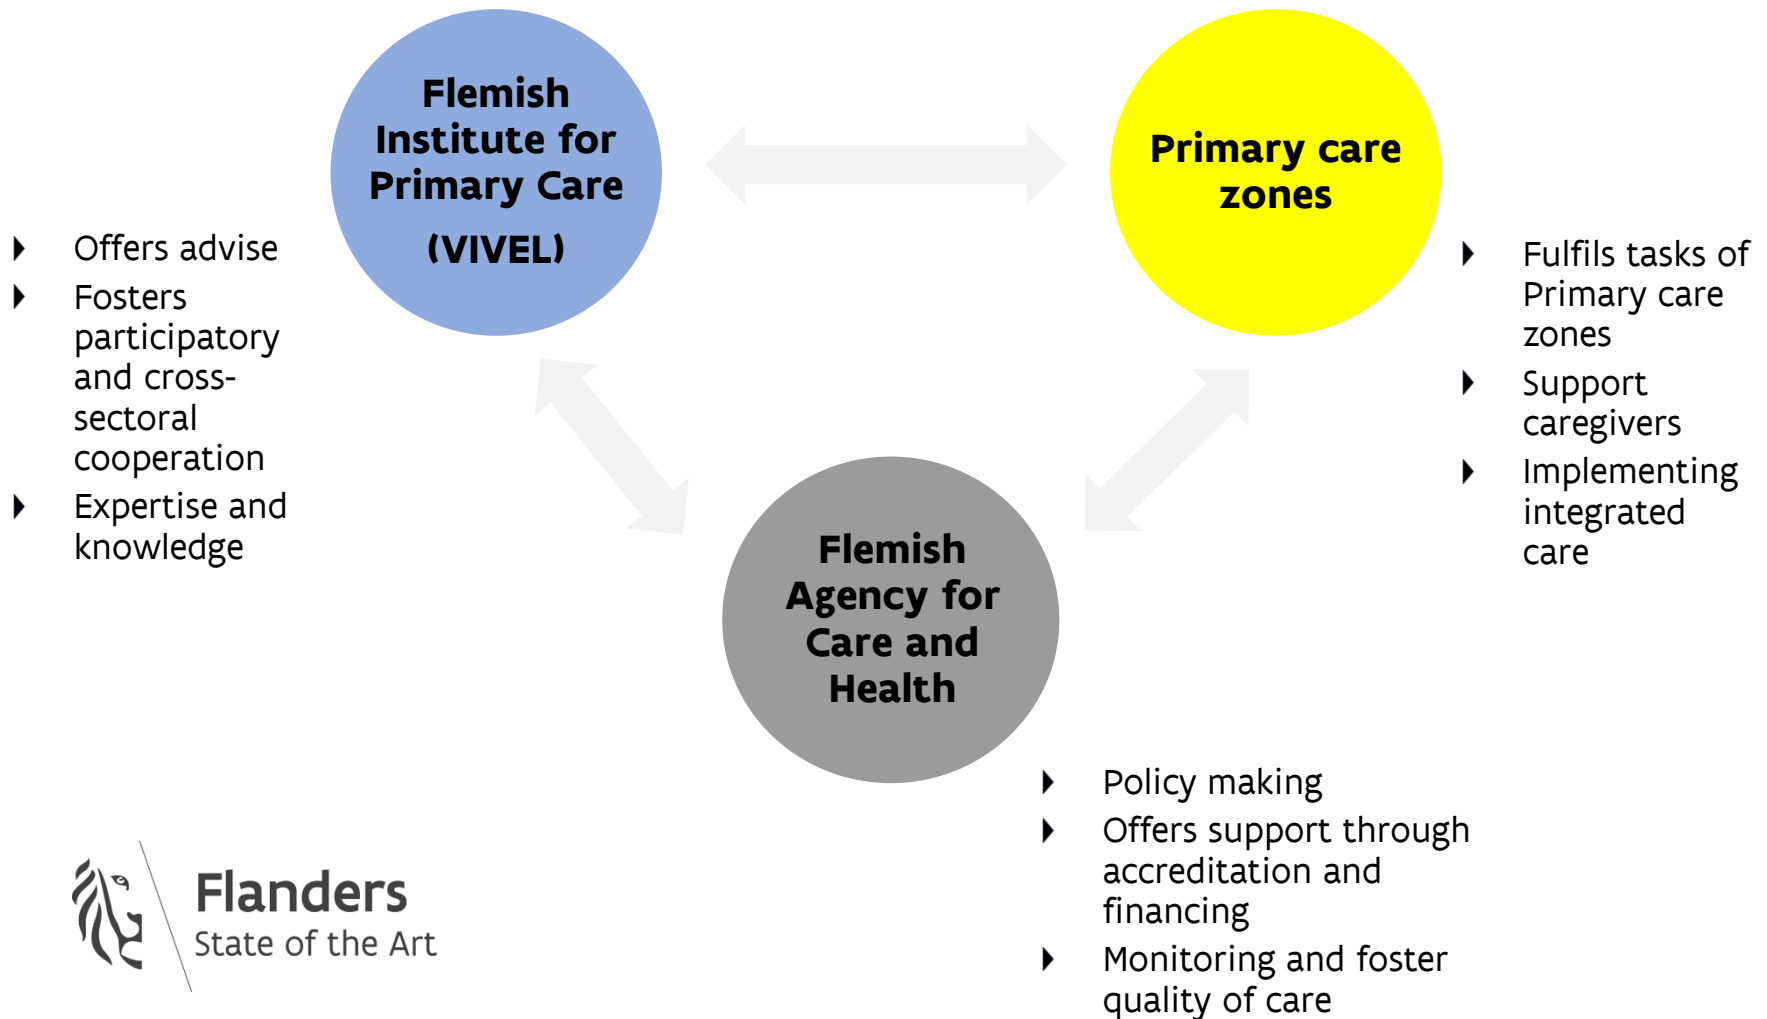 Flemish
Institute for
Primary Care
(VIVEL)
Primary care
zones
Offers advise
Fosters
participatory
and cross-
sectoral
cooperation
Expertise and
knowledge
Fulfils tasks of
Primary care
zones
Support
caregivers
Implementing
integrated
care
Flemish
Agency for
Care and
Health
Policy making
Offers support through
accreditation and
financing
Monitoring and foster
quality of care
Flanders
State of the Art